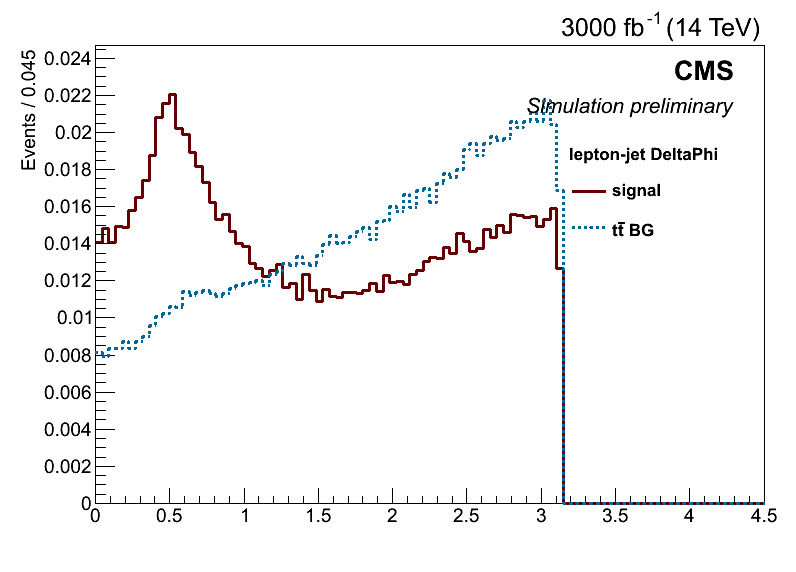 3000 fb⁻¹ (14 TeV)
Events / 0.045
CMS
Simulation preliminary
lepton-jet DeltaPhi
signal
tt̄ BG
0.024
0.022
0.02
0.018
0.016
0.014
0.012
0.01
0.008
0.006
0.004
0.002
0
0 0.5 1 1.5 2 2.5 3 3.5 4 4.5